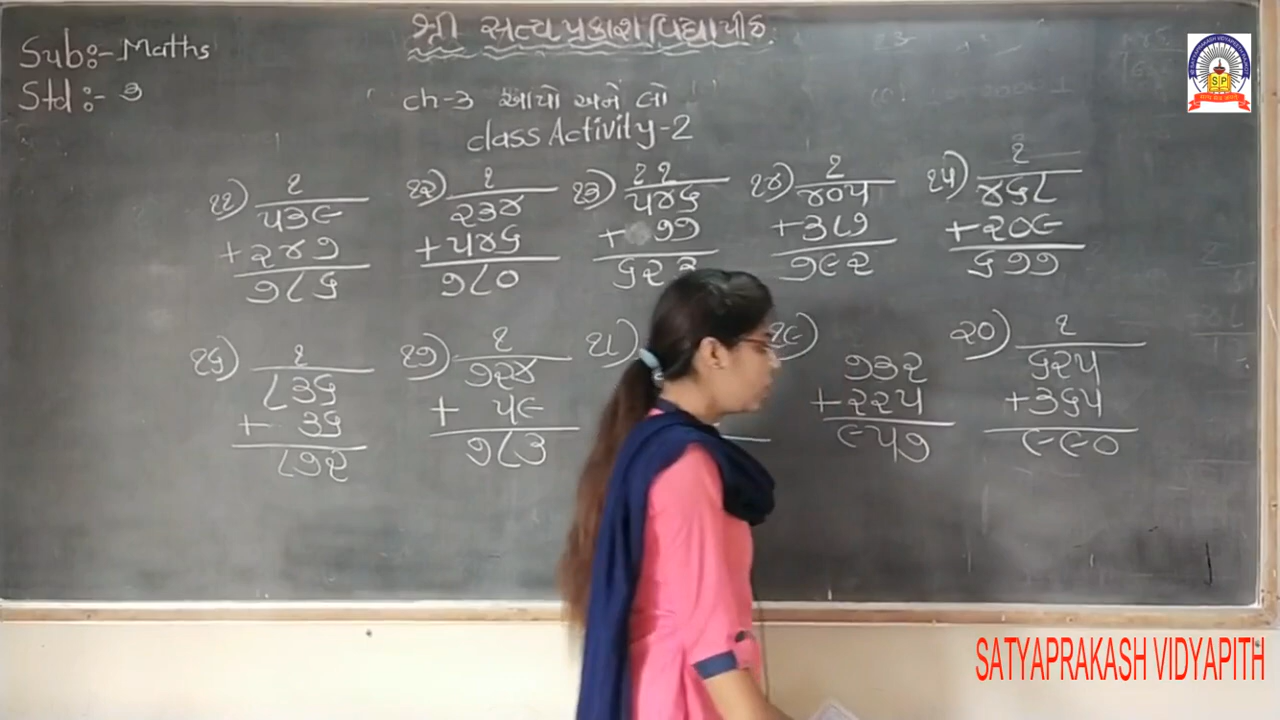 શ્રી સત્યપ્રકાશ વિદ્યાપીઠ
Sub:- Maths
Std :- ૩
ch-૩ આપો અને લો
class Activity-2
૧૧) ૧ ૧૨) ૧ ૧૩) ૧૧ ૧૪) ૧ ૧૫) ૧
૫૩૯ ૨૩૪ ૫૪૬ ૪૦૫ ૪૬૮
+૨૪૭ +૫૪૬ + ૭૭ +૩૮૭ +૨૦૯
૭૮૬ ૭૮૦ ૬૨૩ ૭૯૨ ૬૭૭
૧૬) ૧ ૧૭) ૧ ૧૮) ૧૯) ૨૦) ૧
૮૩૬ ૭૨૪ ૭૩૨ ૬૨૫
+ ૩૬ + ૫૯ +૨૨૫ +૩૬૫
૮૭૨ ૭૮૩ ૯૫૭ ૯૯૦
SATYAPRAKASH VIDYAPITH